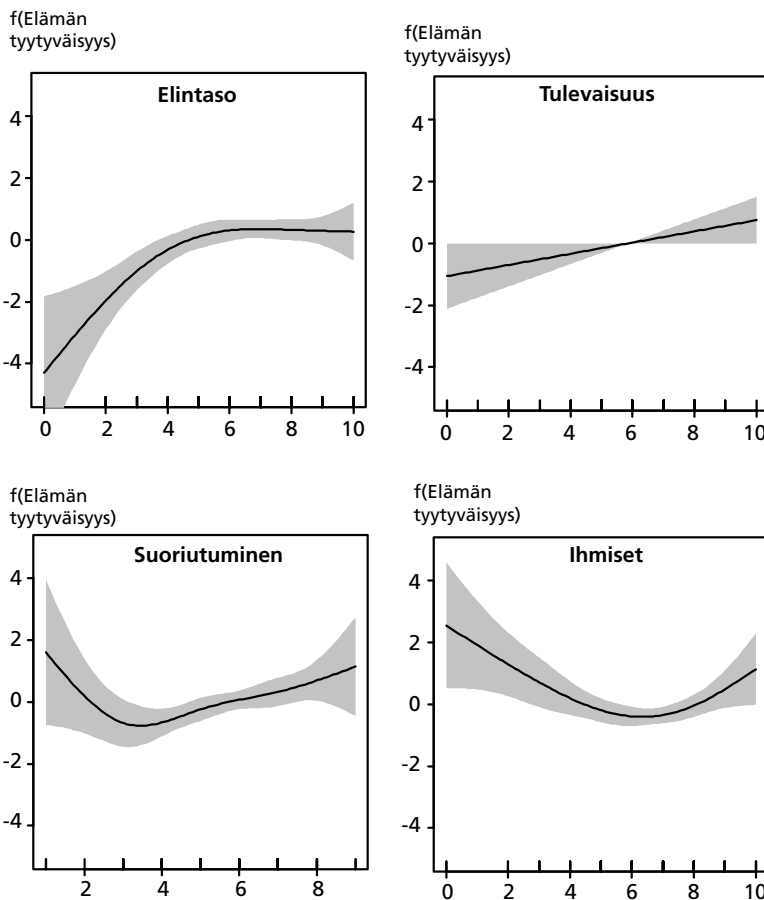 f(Elämän
tyytyväisyys)
Elintaso
4
2
0
-2
-4
0 2 4 6 8 10
f(Elämän
tyytyväisyys)
Tulevaisuus
4
2
0
-2
-4
0 2 4 6 8 10
f(Elämän
tyytyväisyys)
Suoriutuminen
4
2
0
-2
-4
2 4 6 8
f(Elämän
tyytyväisyys)
Ihmiset
4
2
0
-2
-4
0 2 4 6 8 10